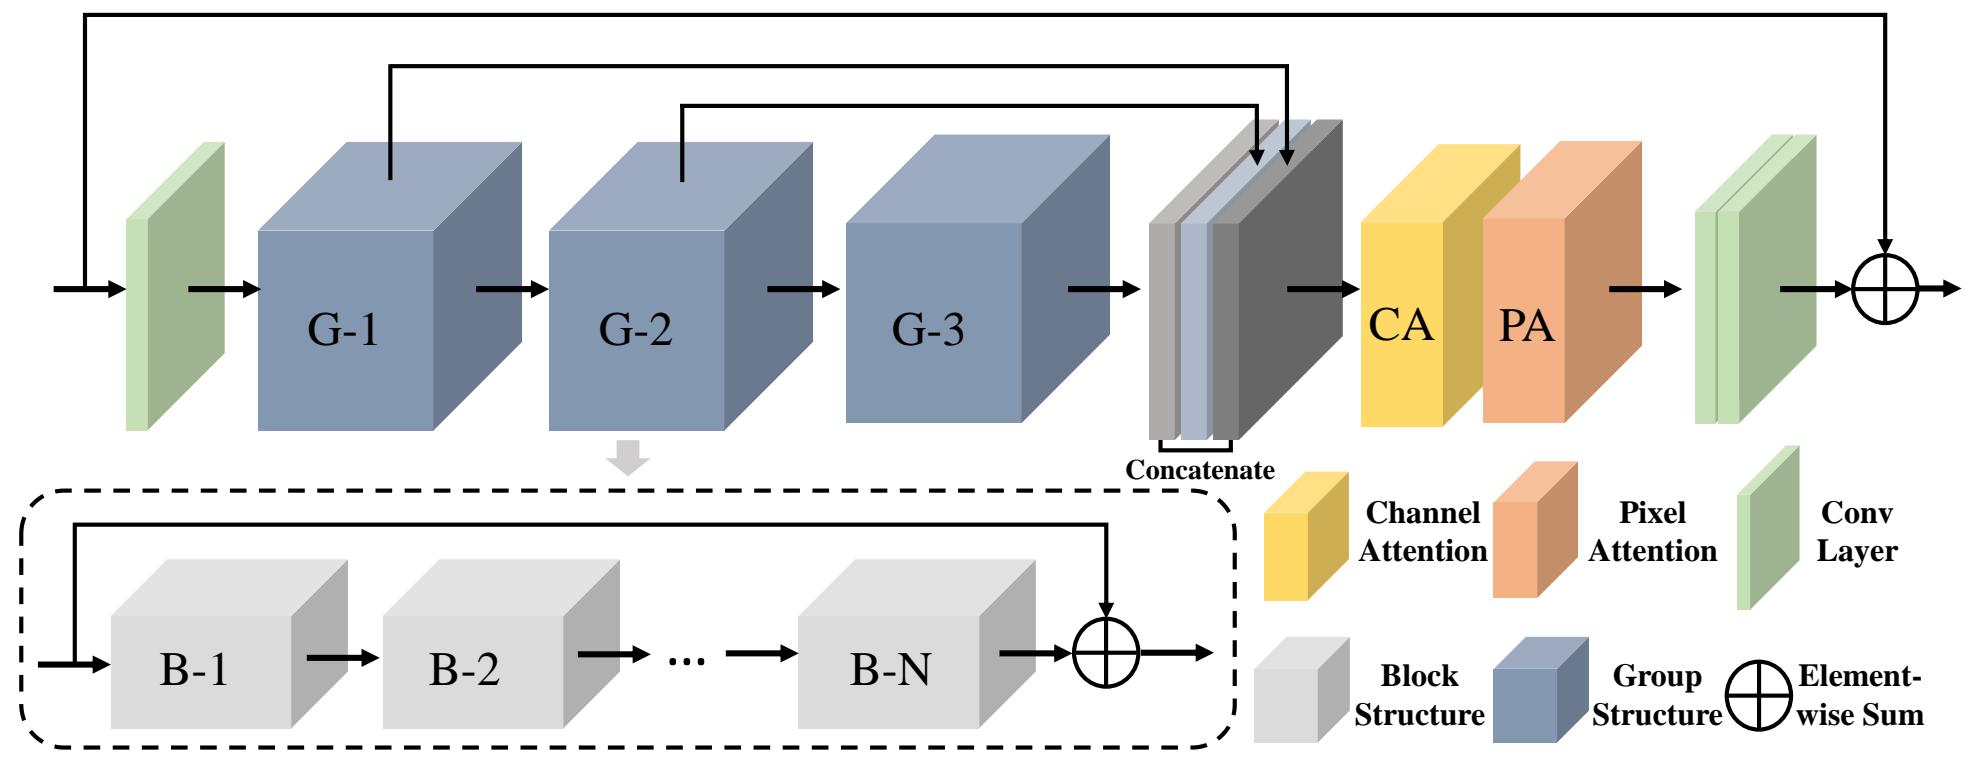 G-1
G-2
G-3
CA
PA
Concatenate
Channel
Attention
Pixel
Attention
Conv
Layer
B-1
B-2
...
B-N
Block
Structure
Group
Structure
Element-
wise Sum